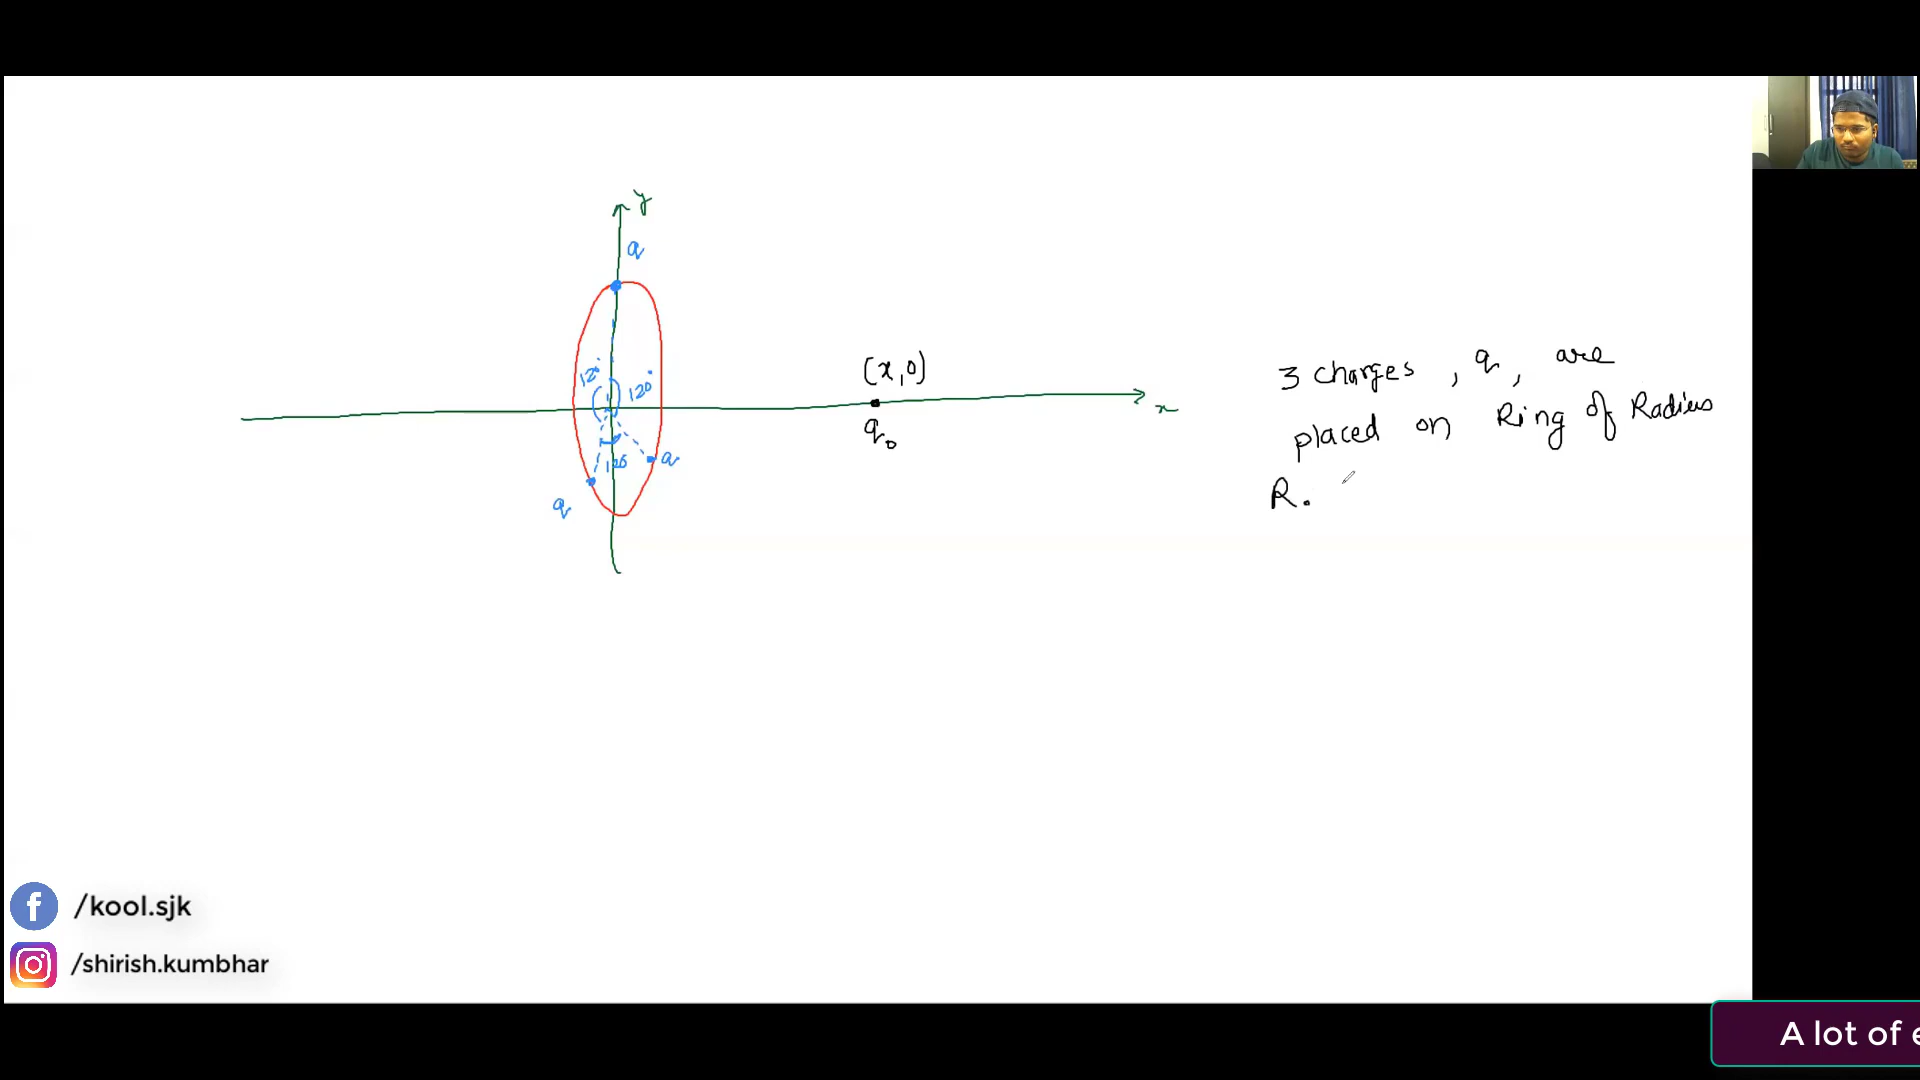 y
q
(x,0)
120°
120°
x
q₀
120
q
q
3 charges , q, are
placed on Ring of Radius
R.
/kool.sjk
/shirish.kumbhar
A lot of